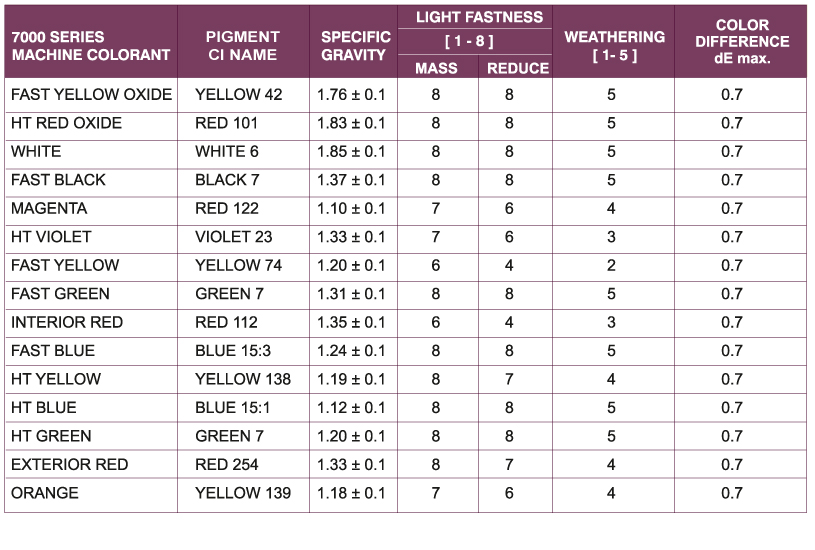 7000 SERIES MACHINE COLORANT PIGMENT CI NAME SPECIFIC GRAVITY LIGHT FASTNESS [ 1 - 8 ] MASS REDUCE WEATHERING [ 1- 5 ] COLOR DIFFERENCE dE max.
FAST YELLOW OXIDE YELLOW 42 1.76 ± 0.1 8 8 5 0.7
HT RED OXIDE RED 101 1.83 ± 0.1 8 8 5 0.7
WHITE WHITE 6 1.85 ± 0.1 8 8 5 0.7
FAST BLACK BLACK 7 1.37 ± 0.1 8 8 5 0.7
MAGENTA RED 122 1.10 ± 0.1 7 6 4 0.7
HT VIOLET VIOLET 23 1.33 ± 0.1 7 6 3 0.7
FAST YELLOW YELLOW 74 1.20 ± 0.1 6 4 2 0.7
FAST GREEN GREEN 7 1.31 ± 0.1 8 8 5 0.7
INTERIOR RED RED 112 1.35 ± 0.1 6 4 3 0.7
FAST BLUE BLUE 15:3 1.24 ± 0.1 8 8 5 0.7
HT YELLOW YELLOW 138 1.19 ± 0.1 8 7 4 0.7
HT BLUE BLUE 15:1 1.12 ± 0.1 8 8 5 0.7
HT GREEN GREEN 7 1.20 ± 0.1 8 8 5 0.7
EXTERIOR RED RED 254 1.33 ± 0.1 8 7 4 0.7
ORANGE YELLOW 139 1.18 ± 0.1 7 6 4 0.7